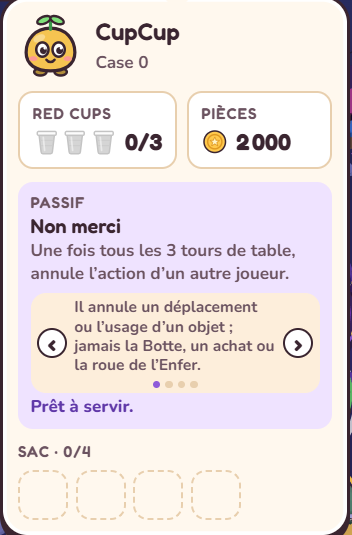 CupCup
Case 0
RED CUPS
0/3
PIÈCES
2 000
PASSIF
Non merci
Une fois tous les 3 tours de table,
annule l’action d’un autre joueur.
Il annule un déplacement
ou l’usage d’un objet ;
jamais la Botte, un achat ou
la roue de l’Enfer.
Prêt à servir.
SAC · 0/4